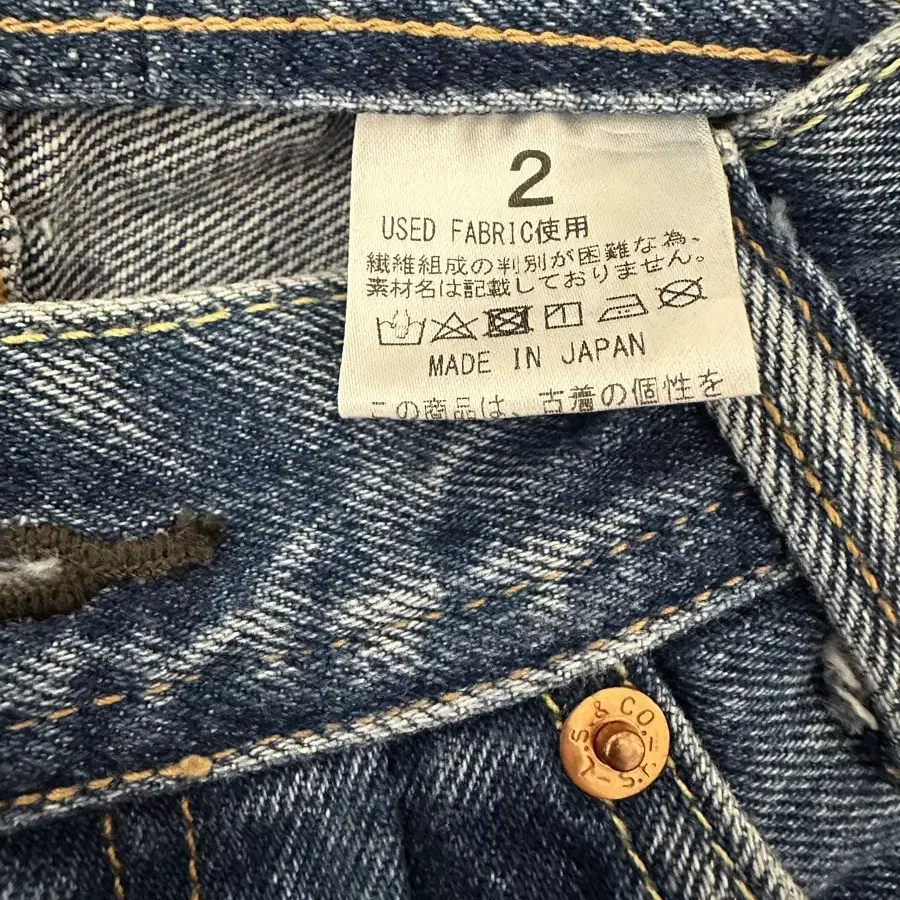 2
USED FABRIC使用
繊維組成の判別が困難な為、
素材名は記載しておりません。
MADE IN JAPAN
この商品は、古着の個性を
L.S. & CO. – S.F. –